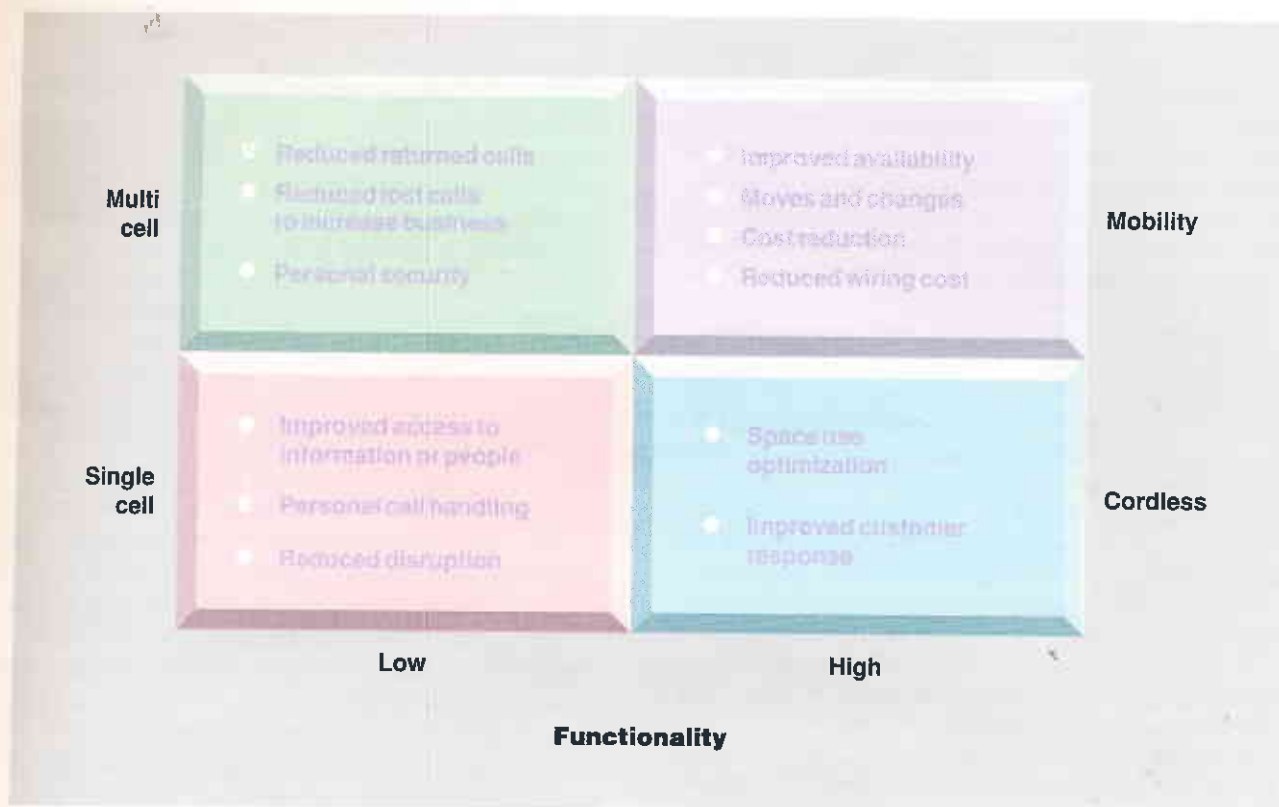 Multi
cell
Reduced returned calls
Reduced lost calls
to increase business
Personal security
Improved availability
Moves and changes
Cost reduction
Reduced wiring cost
Mobility
Single
cell
Improved access to
information or people
Personal call handling
Reduced disruption
Space use
optimization
Improved customer
response
Cordless
Low
High
Functionality